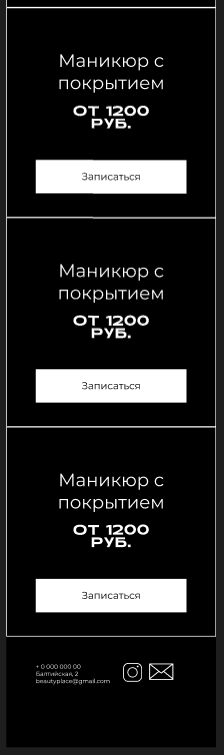 Маникюр с
покрытием
ОТ 1200
РУБ.
Записаться
Маникюр с
покрытием
ОТ 1200
РУБ.
Записаться
Маникюр с
покрытием
ОТ 1200
РУБ.
Записаться
+ 0 000 000 00
Балтийская, 2
beautyplace@gmail.com